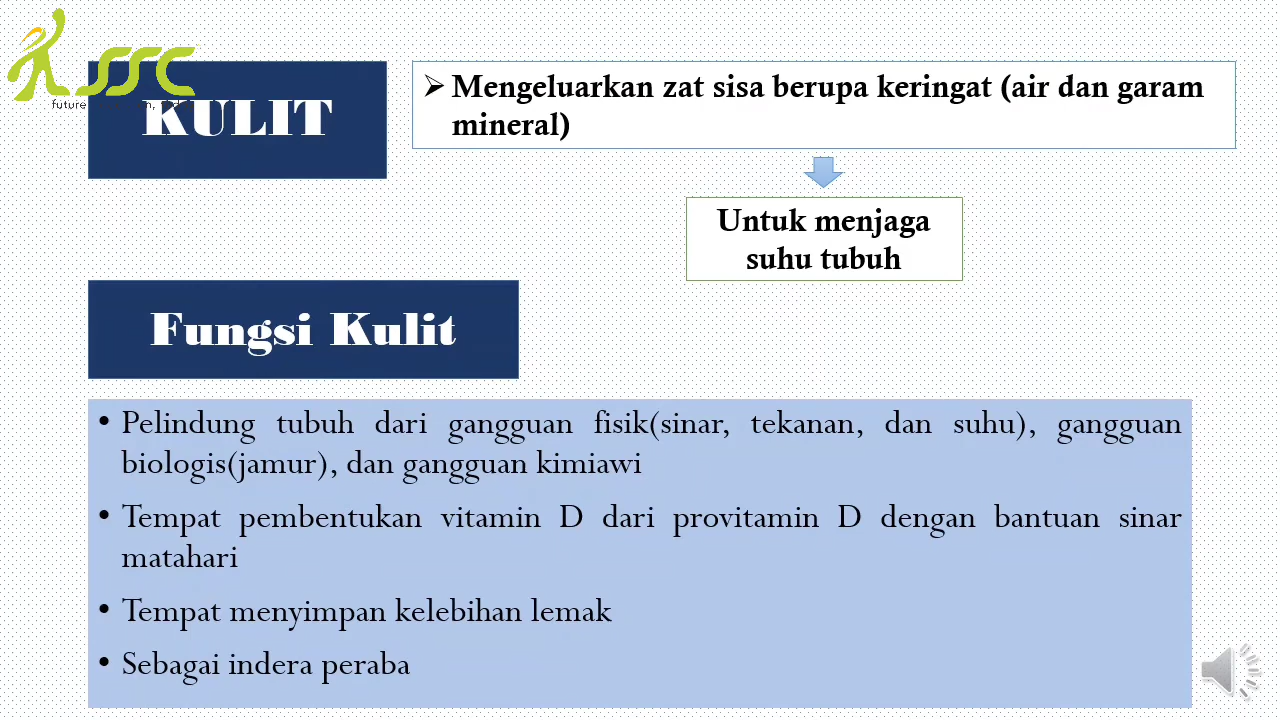 SSC
future
KULIT
➢ Mengeluarkan zat sisa berupa keringat (air dan garam
mineral)
Untuk menjaga
suhu tubuh
Fungsi Kulit
• Pelindung tubuh dari gangguan fisik(sinar, tekanan, dan suhu), gangguan
biologis(jamur), dan gangguan kimiawi
• Tempat pembentukan vitamin D dari provitamin D dengan bantuan sinar
matahari
• Tempat menyimpan kelebihan lemak
• Sebagai indera peraba